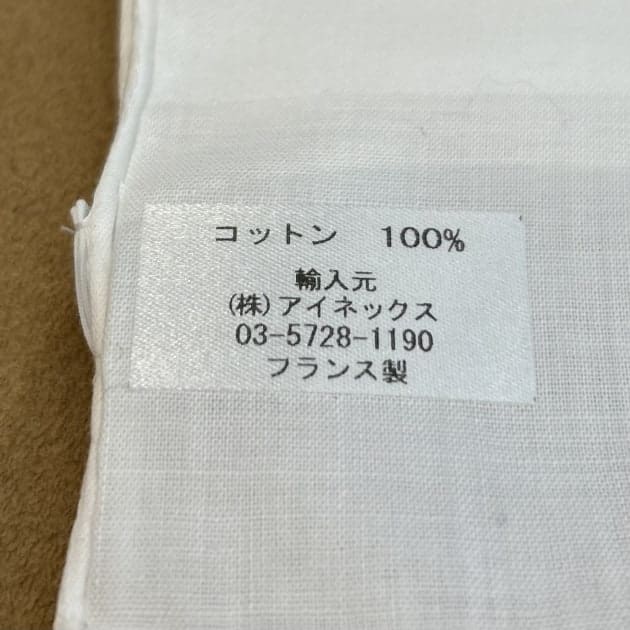 コットン　100%
輸入元
(株)アイネックス
03-5728-1190
フランス製